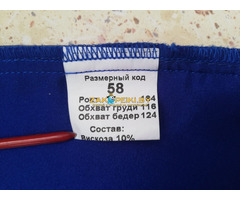 Размерный код
58
164
Обхват груди 116
Обхват бедер 124
Состав:
Вискоза 10%